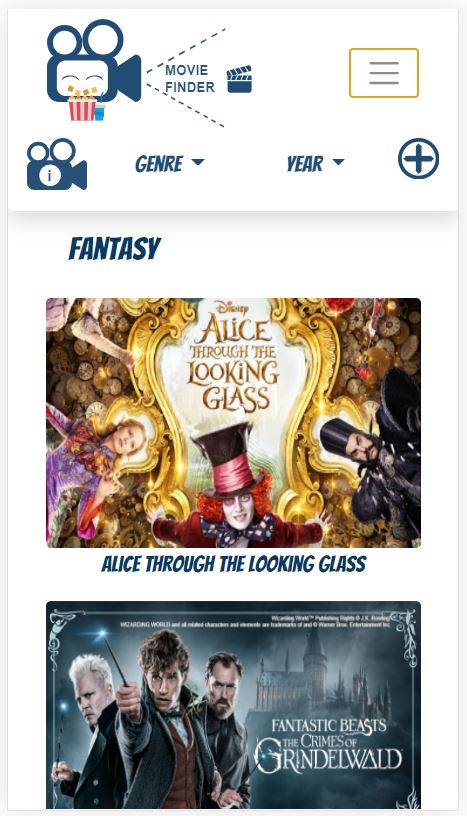 MOVIE
FINDER
i
GENRE
YEAR
FANTASY
Disney
ALICE
THROUGH THE
LOOKING
GLASS
ALICE THROUGH THE LOOKING GLASS
Wizarding World™ Publishing Rights © J.K. Rowling
WIZARDING WORLD and all related characters and elements are trademarks of and © Warner Bros. Entertainment Inc.
FANTASTIC BEASTS
THE CRIMES OF
GRINDELWALD